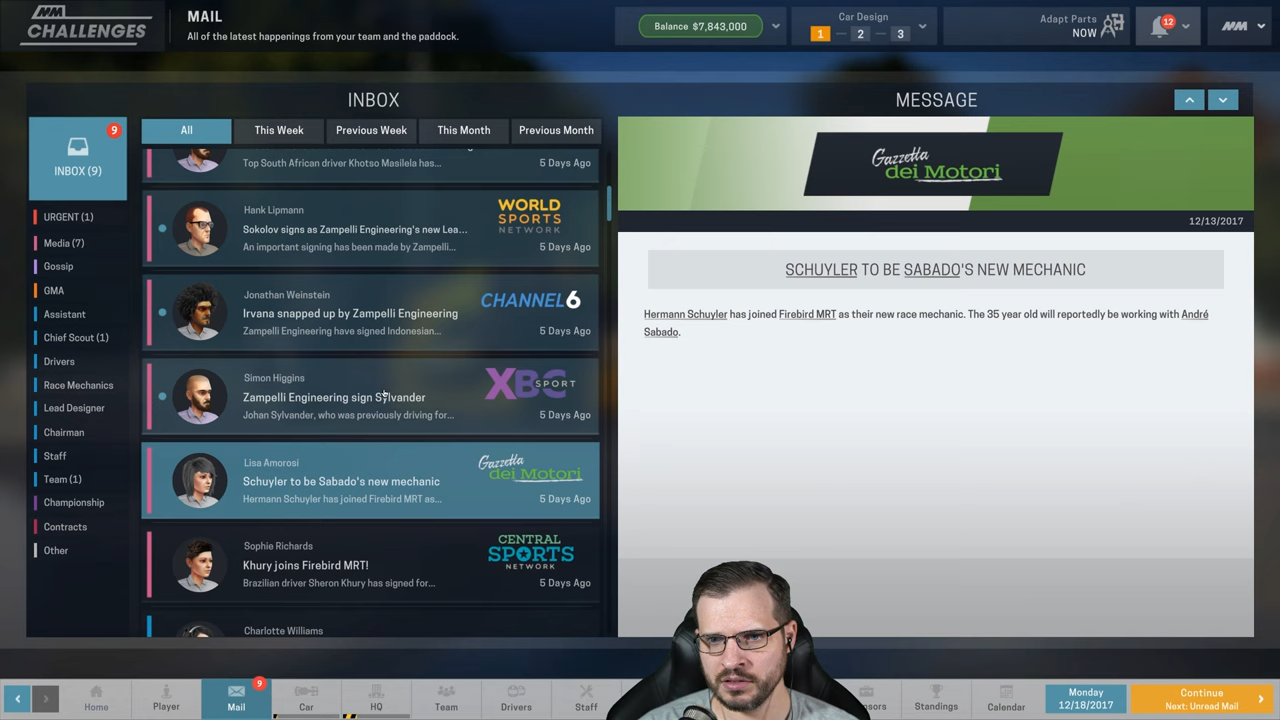 MM
CHALLENGES
MAIL
All of the latest happenings from your team and the paddock.
Balance $7,843,000
Car Design
1 2 3
Adapt Parts
NOW
12
MM
INBOX
MESSAGE
9
INBOX (9)
All
This Week
Previous Week
This Month
Previous Month
URGENT (1)
Media (7)
Gossip
GMA
Assistant
Chief Scout (1)
Drivers
Race Mechanics
Lead Designer
Chairman
Staff
Team (1)
Championship
Contracts
Other
Top South African driver Khotso Masilela has...
5 Days Ago
Hank Lipmann
Sokolov signs as Zampelli Engineering's new Lea...
An important signing has been made by Zampelli...
WORLD
SPORTS
NETWORK
5 Days Ago
Jonathan Weinstein
Irvana snapped up by Zampelli Engineering
Zampelli Engineering have signed Indonesian...
CHANNEL6
5 Days Ago
Simon Higgins
Zampelli Engineering sign Sylvander
Johan Sylvander, who was previously driving for...
XBC SPORT
5 Days Ago
Lisa Amorosi
Schuyler to be Sabado's new mechanic
Hermann Schuyler has joined Firebird MRT as...
Gazzetta
dei Motori
5 Days Ago
Sophie Richards
Khury joins Firebird MRT!
Brazilian driver Sheron Khury has signed for...
CENTRAL
SPORTS
NETWORK
5 Days Ago
Charlotte Williams
Gazzetta
dei Motori
12/13/2017
SCHUYLER TO BE SABADO'S NEW MECHANIC
Hermann Schuyler has joined Firebird MRT as their new race mechanic. The 35 year old will reportedly be working with André
Sabado.
Home
Player
9
Mail
Car
HQ
Team
Drivers
Staff
Standings
Calendar
Monday
12/18/2017
Continue
Next: Unread Mail